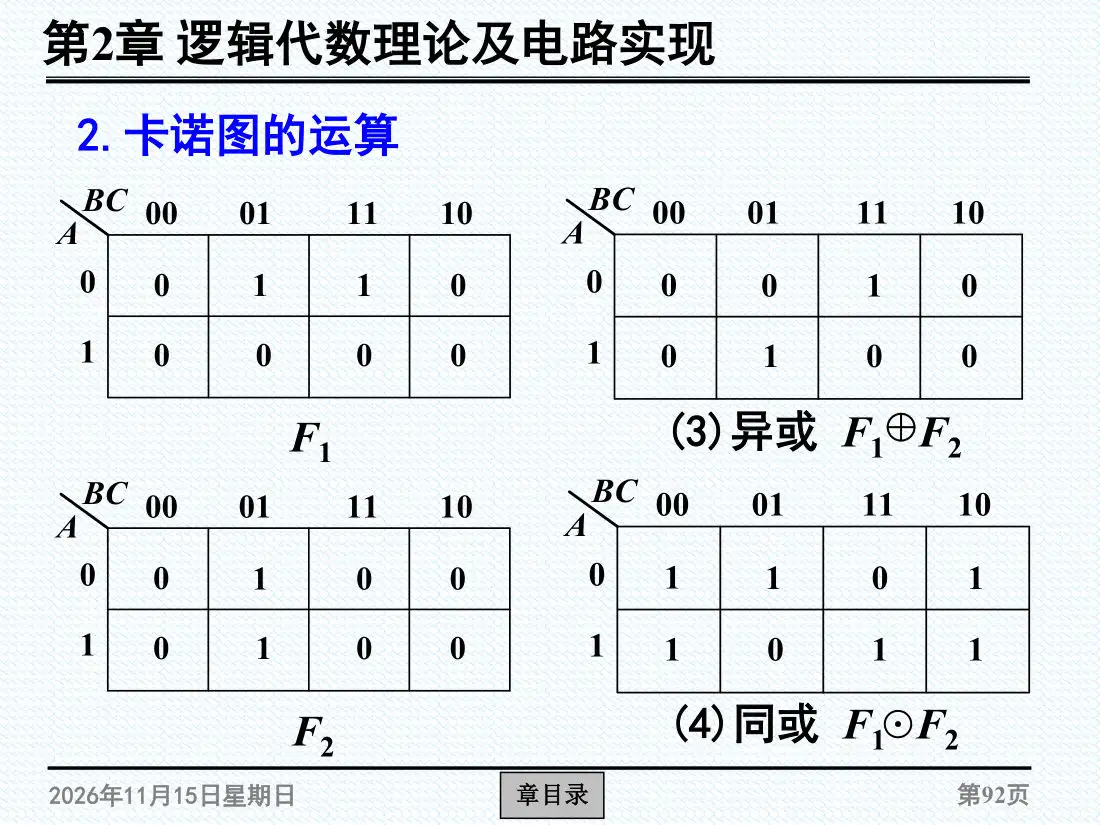 第2章 逻辑代数理论及电路实现
2.卡诺图的运算
BC 00 01 11 10
A
0 0 1 1 0
1 0 0 0 0
F1
BC 00 01 11 10
A
0 0 0 1 0
1 0 1 0 0
(3)异或 F1⊕F2
BC 00 01 11 10
A
0 0 1 0 0
1 0 1 0 0
F2
BC 00 01 11 10
A
0 1 1 0 1
1 1 0 1 1
(4)同或 F1⊙F2
2026年11月15日星期日
章目录
第92页